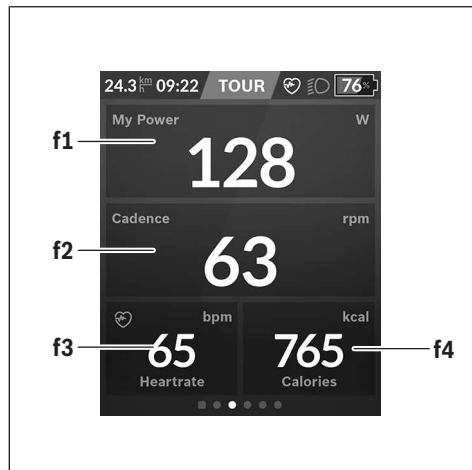 24.3 km/h 09:22 TOUR 76%
My Power W
f1
128
Cadence rpm
f2
63
bpm kcal
f3 65 765 f4
Heartrate Calories